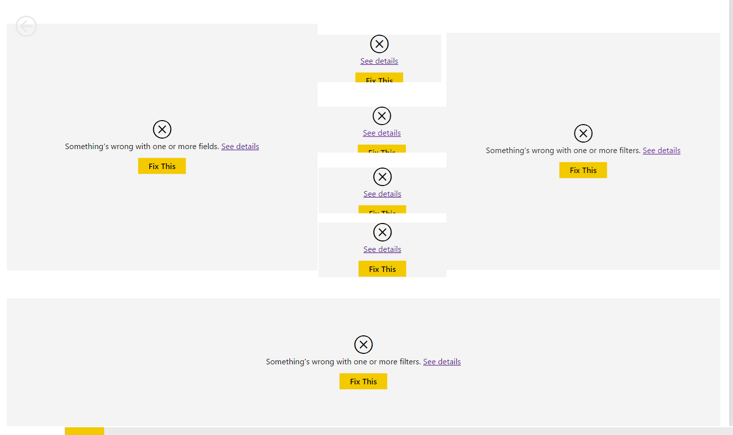 Something's wrong with one or more fields. See details
Fix This
See details
Fix This
See details
Fix This
See details
Fix This
See details
Fix This
Something's wrong with one or more filters. See details
Fix This
Something's wrong with one or more filters. See details
Fix This